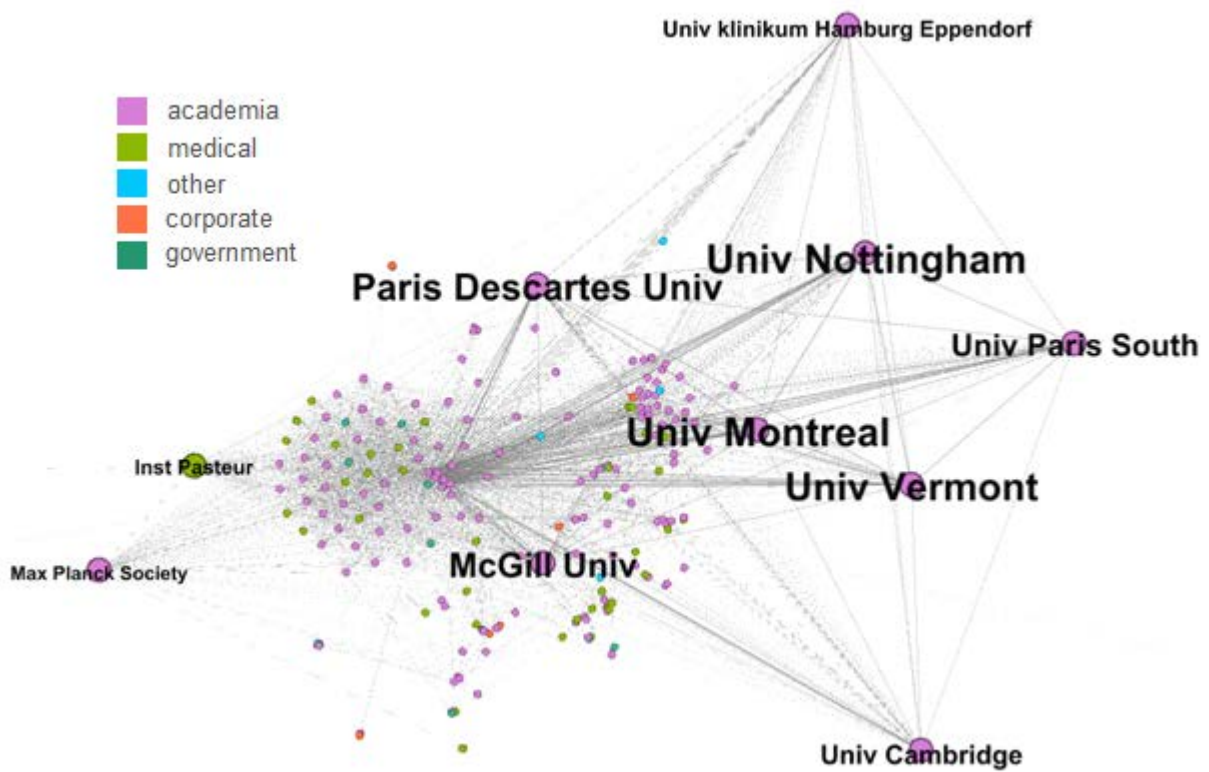 Univ klinikum Hamburg Eppendorf
academia
medical
other
corporate
government
Univ Nottingham
Paris Descartes Univ
Univ Paris South
Univ Montreal
Inst Pasteur
Univ Vermont
McGill Univ
Max Planck Society
Univ Cambridge